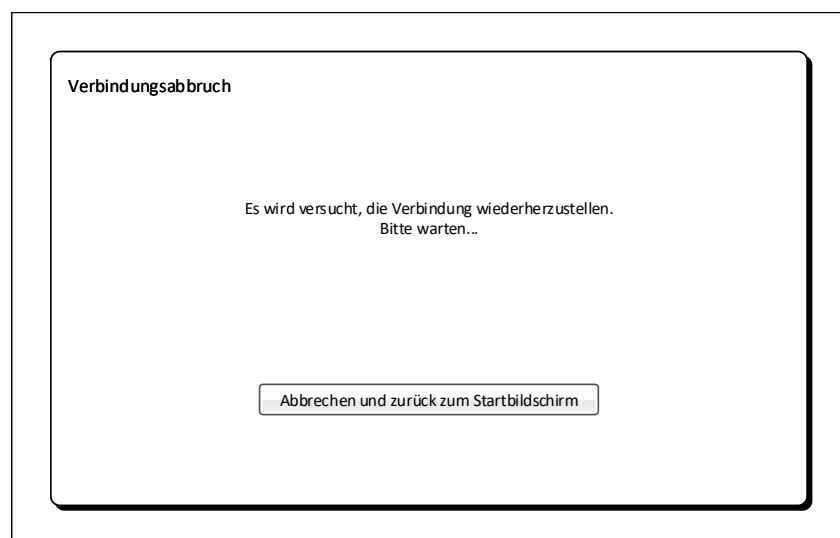 Verbindungsabbruch
Es wird versucht, die Verbindung wiederherzustellen.
Bitte warten...
Abbrechen und zurück zum Startbildschirm